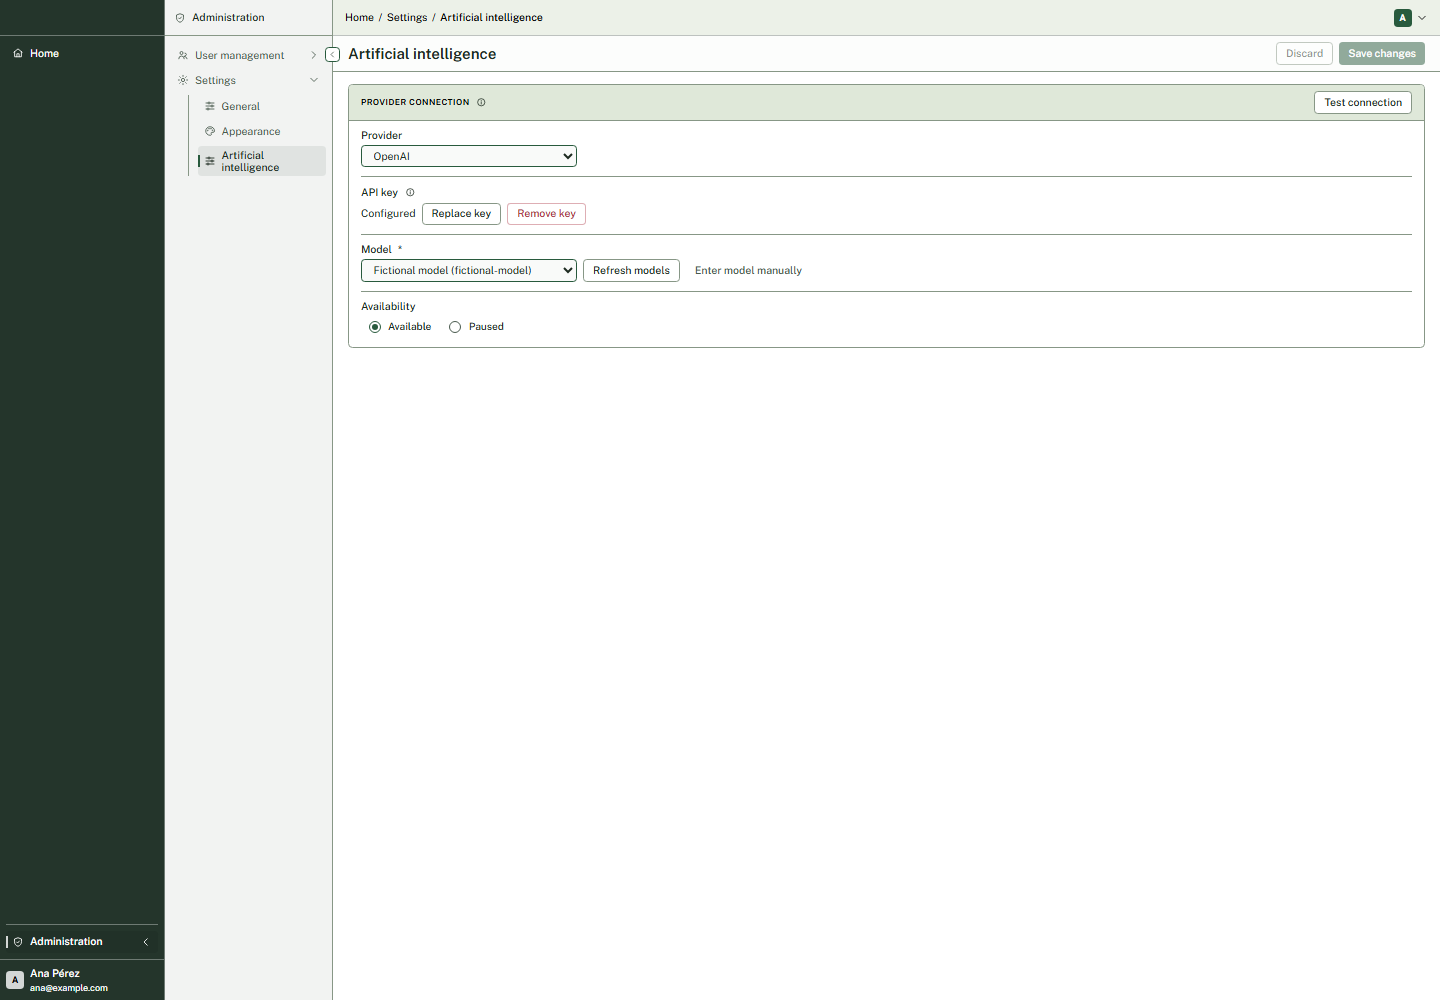 Administration
Home / Settings / Artificial intelligence
A
Home
User management
Settings
General
Appearance
Artificial
intelligence
Artificial intelligence
Discard
Save changes
PROVIDER CONNECTION
Test connection
Provider
OpenAI
API key
Configured
Replace key
Remove key
Model *
Fictional model (fictional-model)
Refresh models
Enter model manually
Availability
Available
Paused
Administration
A
Ana Pérez
ana@example.com